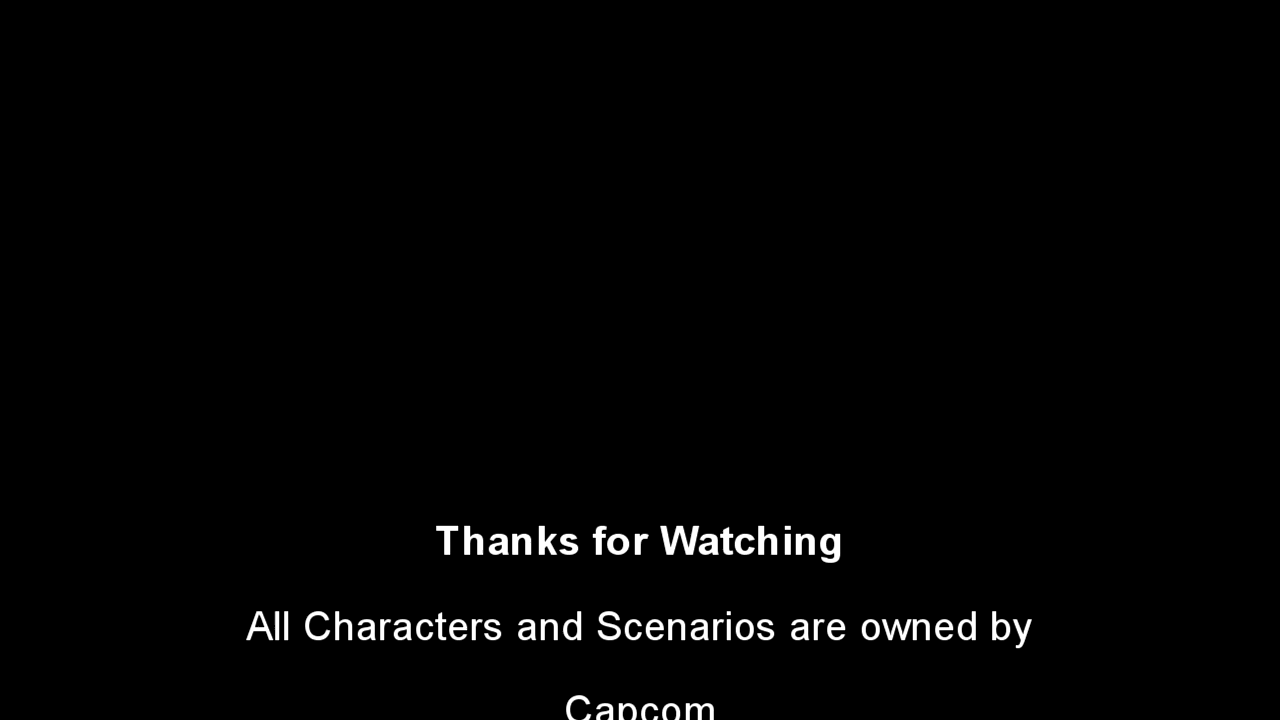 Thanks for Watching
All Characters and Scenarios are owned by
Capcom